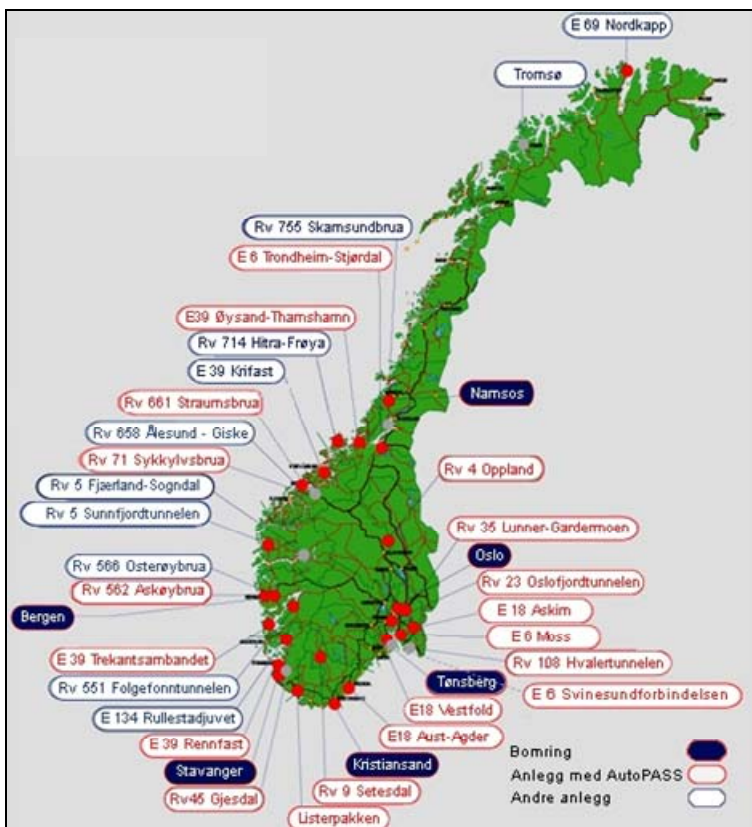 E 69 Nordkapp
Tromsø
Rv 755 Skamsundbrua
E 6 Trondheim-Stjørdal
E39 Øysand-Thamshamn
Rv 714 Hitra-Frøya
E 39 Krifast
Rv 661 Straumsbrua
Namsos
Rv 658 Ålesund - Giske
Rv 71 Sykkylvsbrua
Rv 4 Oppland
Rv 5 Fjærland-Sogndal
Rv 5 Sunnfjordtunnelen
Rv 35 Lunner-Gardermoen
Oslo
Rv 566 Osterøybrua
Rv 23 Oslofjordtunnelen
Rv 562 Askøybrua
Bergen
E 18 Askim
E 6 Moss
E 39 Trekantsambandet
Rv 108 Hvalertunnelen
Rv 551 Folgefonntunnelen
Tønsberg
E 6 Svinesundforbindelsen
E 134 Rullestadjuvet
E18 Vestfold
E 39 Rennfast
E18 Aust-Agder
Stavanger
Kristiansand
Rv45 Gjesdal
Rv 9 Setesdal
Listerpakken
Bomring
Anlegg med AutoPASS
Andre anlegg